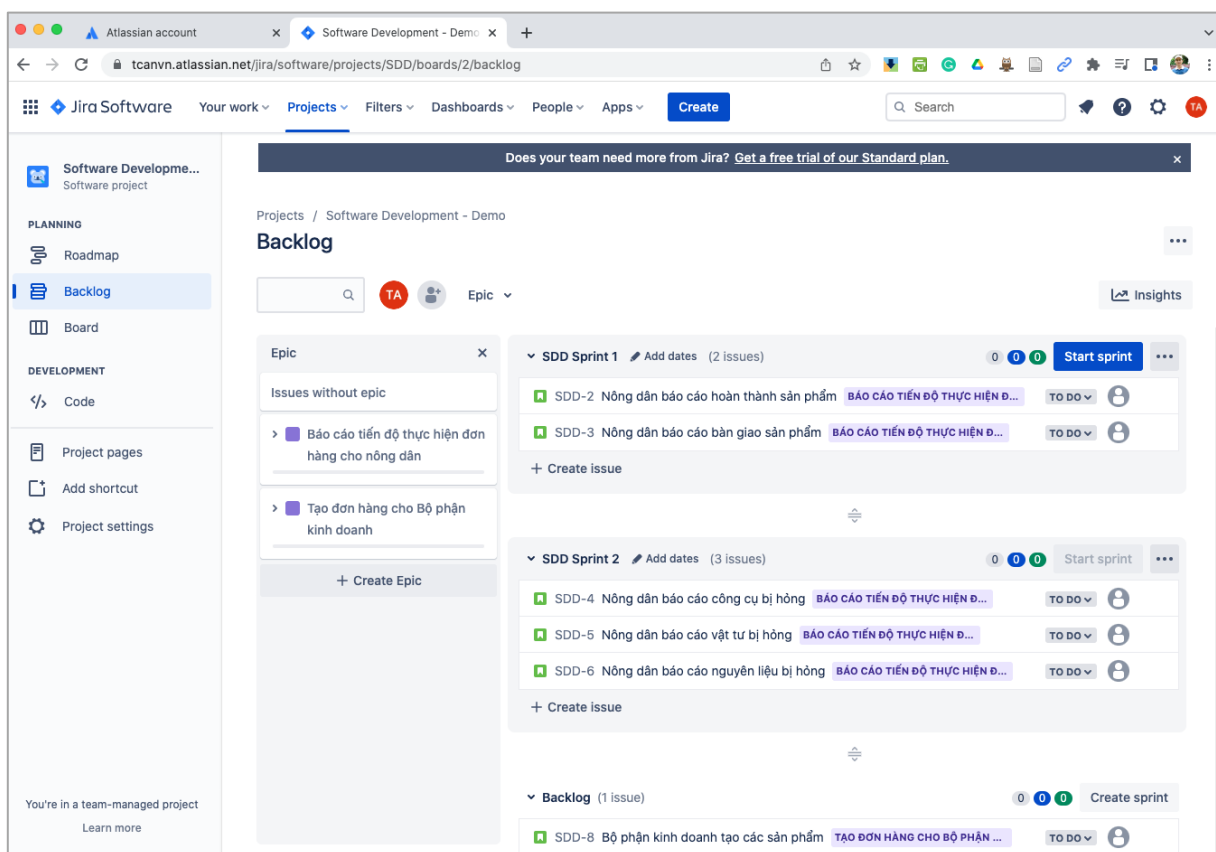 Atlassian account
Software Development - Demo
tcanvn.atlassian.net/jira/software/projects/SDD/boards/2/backlog
Jira Software Your work Projects Filters Dashboards People Apps Create Search TA
Software Developme...
Software project
PLANNING
Roadmap
Backlog
Board
DEVELOPMENT
Code
Project pages
Add shortcut
Project settings
You're in a team-managed project
Learn more
Does your team need more from Jira? Get a free trial of our Standard plan.
Projects / Software Development - Demo
Backlog
TA Epic Insights
Epic
Issues without epic
Báo cáo tiến độ thực hiện đơn
hàng cho nông dân
Tạo đơn hàng cho Bộ phận
kinh doanh
+ Create Epic
SDD Sprint 1 Add dates (2 issues) 0 0 0 Start sprint
SDD-2 Nông dân báo cáo hoàn thành sản phẩm BÁO CÁO TIẾN ĐỘ THỰC HIỆN Đ... TO DO
SDD-3 Nông dân báo cáo bàn giao sản phẩm BÁO CÁO TIẾN ĐỘ THỰC HIỆN Đ... TO DO
+ Create issue
SDD Sprint 2 Add dates (3 issues) 0 0 0 Start sprint
SDD-4 Nông dân báo cáo công cụ bị hỏng BÁO CÁO TIẾN ĐỘ THỰC HIỆN Đ... TO DO
SDD-5 Nông dân báo cáo vật tư bị hỏng BÁO CÁO TIẾN ĐỘ THỰC HIỆN Đ... TO DO
SDD-6 Nông dân báo cáo nguyên liệu bị hỏng BÁO CÁO TIẾN ĐỘ THỰC HIỆN Đ... TO DO
+ Create issue
Backlog (1 issue) 0 0 0 Create sprint
SDD-8 Bộ phận kinh doanh tạo các sản phẩm TẠO ĐƠN HÀNG CHO BỘ PHẬN ... TO DO